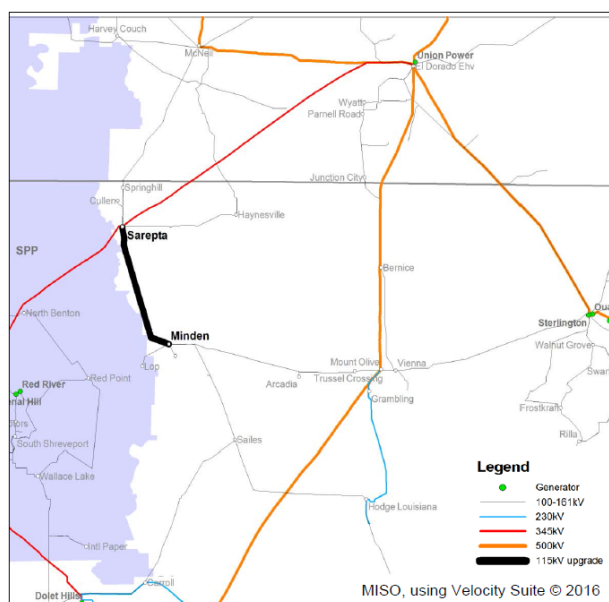 Harvey Couch
McNeil
Union Power
El Dorado Ehv
Wyatt
Parnell Road
Junction City
Springhill
Cullen
Haynesville
Sarepta
SPP
Bernice
North Benton
Sterlington
Minden
Walnut Grove
Lop
Mount Olive
Vienna
Red Point
Arcadia
Trussel Crossing
Red River
Grambling
Frostkraft
Sailes
Rilla
South Shreveport
Wallace Lake
Hodge Louisiana
Intl Paper
Carroll
Dolet Hills
Legend
Generator
100-161kV
230kV
345kV
500kV
115kV upgrade
MISO, using Velocity Suite © 2016